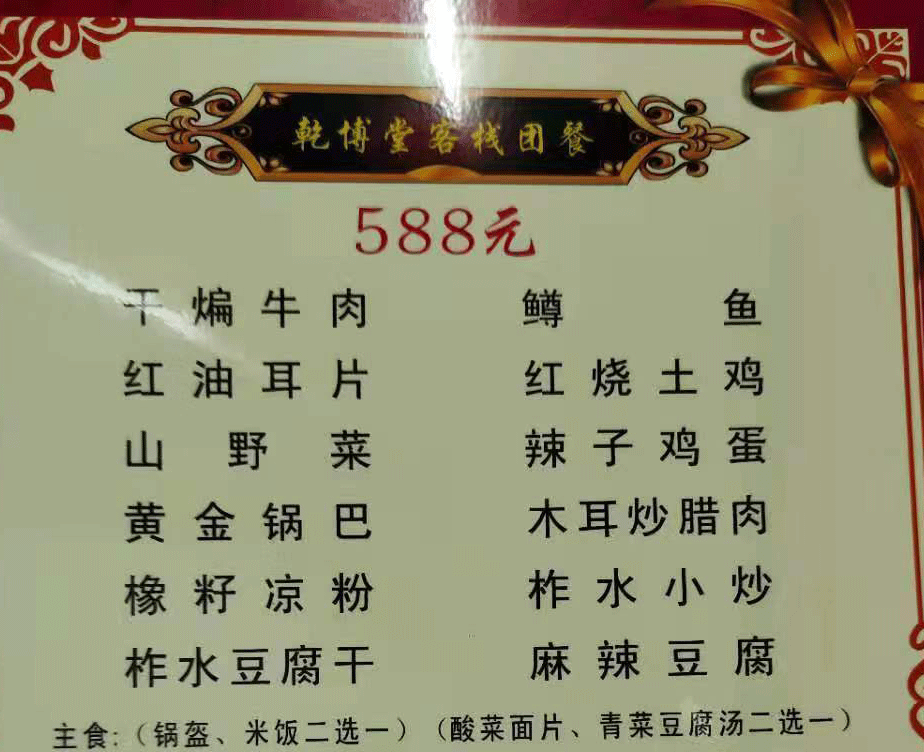 乾博堂客栈团餐
588元
干煸牛肉 鳟鱼
红油耳片 红烧土鸡
山野菜 辣子鸡蛋
黄金锅巴 木耳炒腊肉
橡籽凉粉 柞水小炒
柞水豆腐干 麻辣豆腐
主食:(锅盔、米饭二选一)(酸菜面片、青菜豆腐汤二选一)